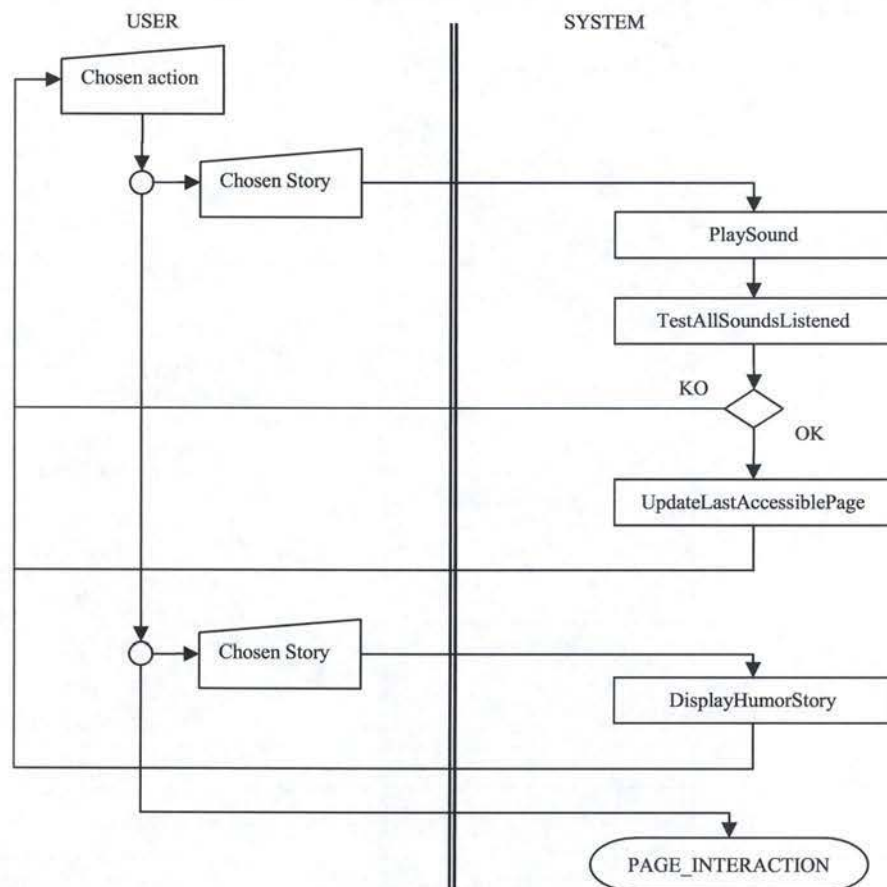 USER
SYSTEM
Chosen action
Chosen Story
PlaySound
TestAllSoundsListened
KO
OK
UpdateLastAccessiblePage
Chosen Story
DisplayHumorStory
PAGE_INTERACTION